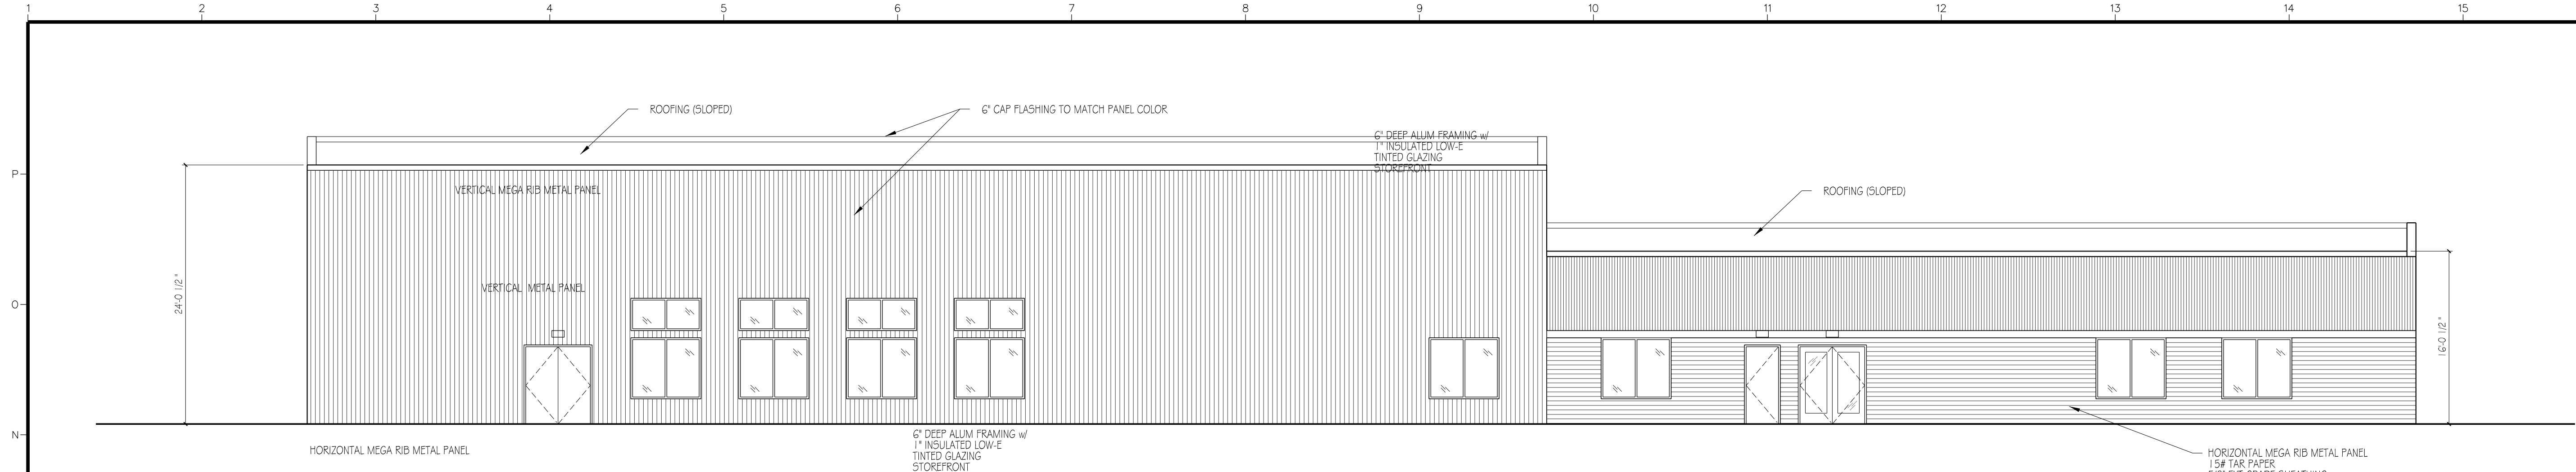 1 2 3 4 5 6 7 8 9 10 11 12 13 14 15
ROOFING (SLOPED)
6" CAP FLASHING TO MATCH PANEL COLOR
6" DEEP ALUM FRAMING w/
1" INSULATED LOW-E
TINTED GLAZING
STOREFRONT
P
VERTICAL MEGA RIB METAL PANEL
ROOFING (SLOPED)
24'-0 1/2"
VERTICAL METAL PANEL
O
16'-0 1/2"
N
HORIZONTAL MEGA RIB METAL PANEL
6" DEEP ALUM FRAMING w/
1" INSULATED LOW-E
TINTED GLAZING
STOREFRONT
HORIZONTAL MEGA RIB METAL PANEL
15# TAR PAPER